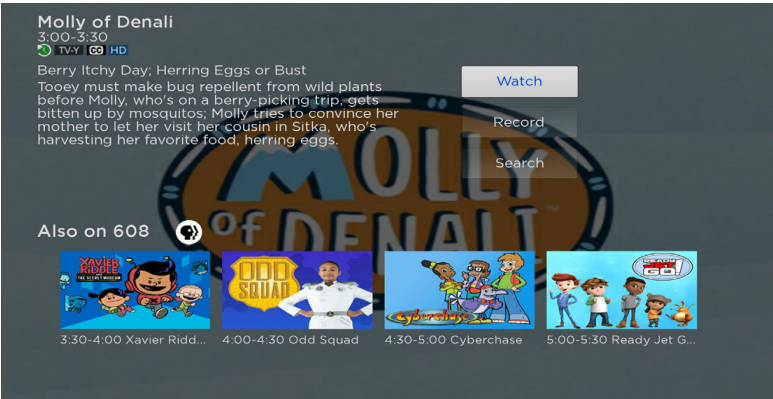 Molly of Denali
3:00-3:30
TV-Y CC HD
Berry Itchy Day; Herring Eggs or Bust
Tooey must make bug repellent from wild plants
before Molly, who's on a berry-picking trip, gets
bitten up by mosquitos; Molly tries to convince her
mother to let her visit her cousin in Sitka, who's
harvesting her favorite food, herring eggs.
Watch
Record
Search
MOLLY
of DENALI
TM
Also on 608
XAVIER
RIDDLE
THE SECRET MUSEUM
ODD
SQUAD
Cyberchase
READY
JET
GO!
3:30-4:00 Xavier Ridd...
4:00-4:30 Odd Squad
4:30-5:00 Cyberchase
5:00-5:30 Ready Jet G...